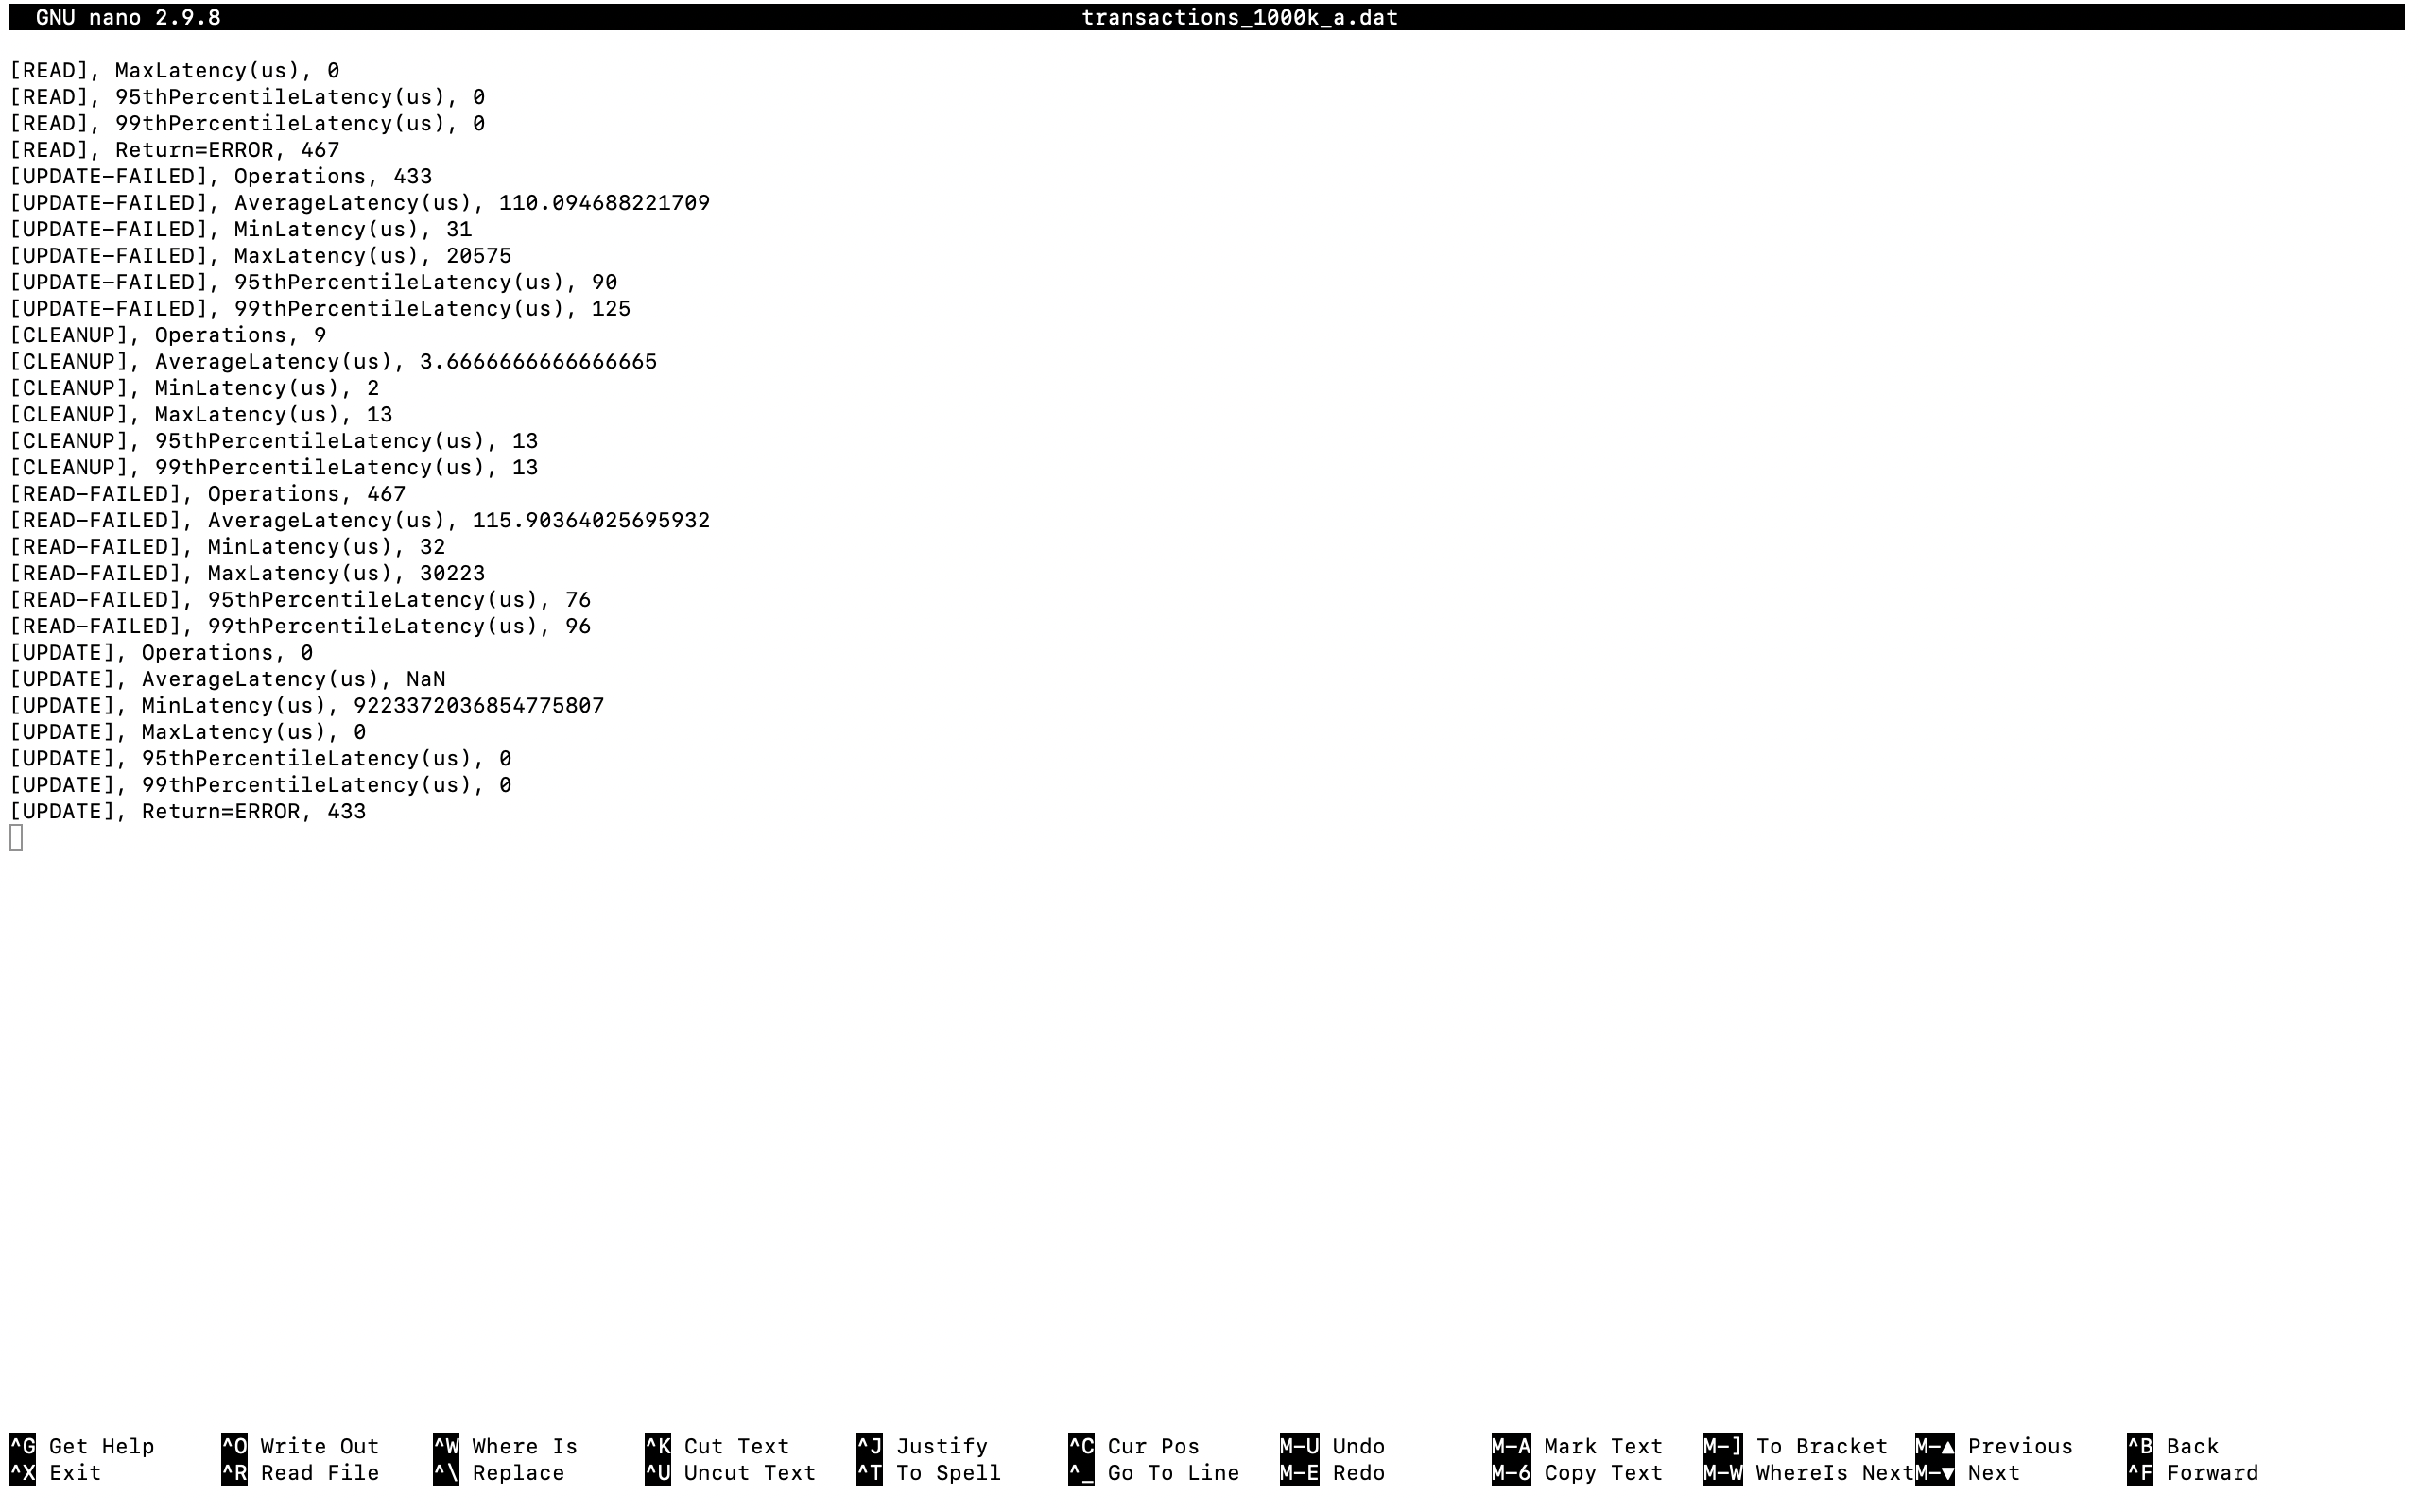 GNU nano 2.9.8 transactions_1000k_a.dat
[READ], MaxLatency(us), 0
[READ], 95thPercentileLatency(us), 0
[READ], 99thPercentileLatency(us), 0
[READ], Return=ERROR, 467
[UPDATE-FAILED], Operations, 433
[UPDATE-FAILED], AverageLatency(us), 110.094688221709
[UPDATE-FAILED], MinLatency(us), 31
[UPDATE-FAILED], MaxLatency(us), 20575
[UPDATE-FAILED], 95thPercentileLatency(us), 90
[UPDATE-FAILED], 99thPercentileLatency(us), 125
[CLEANUP], Operations, 9
[CLEANUP], AverageLatency(us), 3.6666666666666665
[CLEANUP], MinLatency(us), 2
[CLEANUP], MaxLatency(us), 13
[CLEANUP], 95thPercentileLatency(us), 13
[CLEANUP], 99thPercentileLatency(us), 13
[READ-FAILED], Operations, 467
[READ-FAILED], AverageLatency(us), 115.90364025695932
[READ-FAILED], MinLatency(us), 32
[READ-FAILED], MaxLatency(us), 30223
[READ-FAILED], 95thPercentileLatency(us), 76
[READ-FAILED], 99thPercentileLatency(us), 96
[UPDATE], Operations, 0
[UPDATE], AverageLatency(us), NaN
[UPDATE], MinLatency(us), 9223372036854775807
[UPDATE], MaxLatency(us), 0
[UPDATE], 95thPercentileLatency(us), 0
[UPDATE], 99thPercentileLatency(us), 0
[UPDATE], Return=ERROR, 433
^G Get Help ^O Write Out ^W Where Is ^K Cut Text ^J Justify ^C Cur Pos M-U Undo M-A Mark Text M-] To Bracket M-▲ Previous ^B Back
^X Exit ^R Read File ^\ Replace ^U Uncut Text ^T To Spell ^_ Go To Line M-E Redo M-6 Copy Text M-W WhereIs Next M-▼ Next ^F Forward